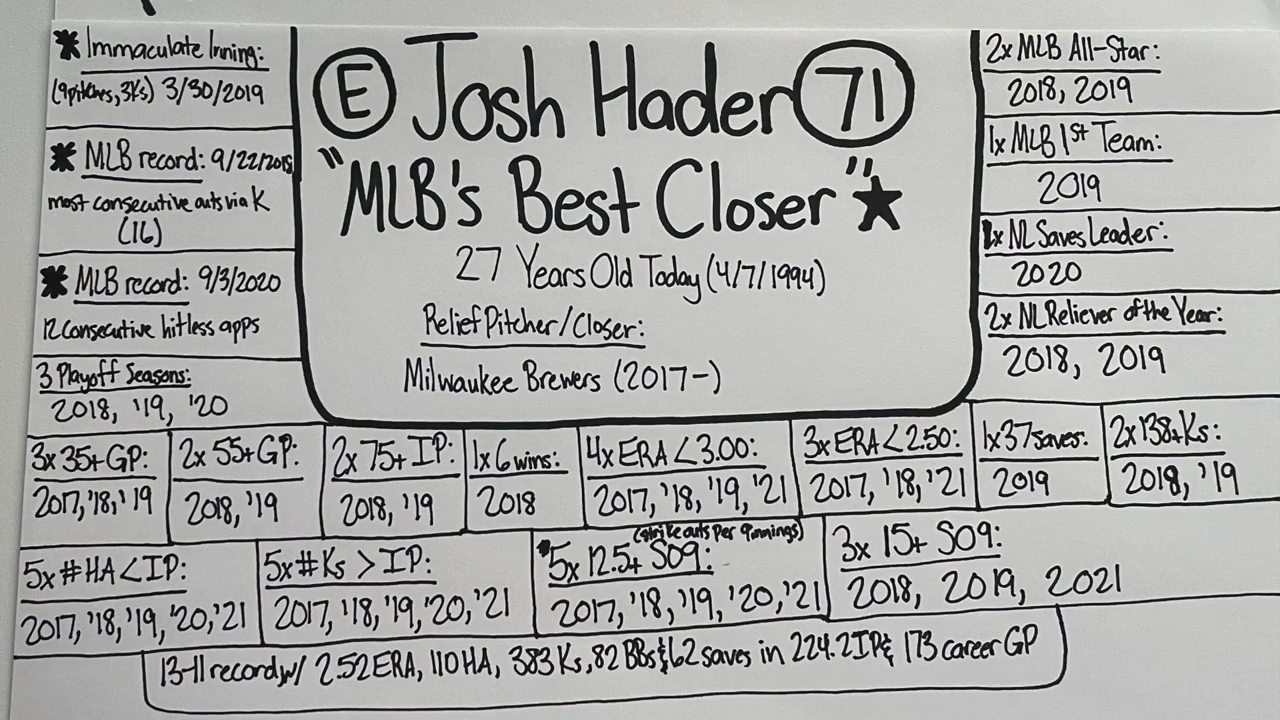 E Josh Hader 71
"MLB's Best Closer" ★
27 Years Old Today (4/7/1994)
Relief Pitcher/Closer:
Milwaukee Brewers (2017-)
* Immaculate Inning:
(9 pitches, 3Ks) 3/30/2019
* MLB record: 9/22/2018
most consecutive outs via K
(16)
* MLB record: 9/3/2020
12 consecutive hitless apps
3 Playoff Seasons:
2018, '19, '20
2x MLB All-Star:
2018, 2019
1x MLB 1st Team:
2019
1x NL Saves Leader:
2020
2x NL Reliever of the Year:
2018, 2019
3x 35+ GP:
2017, '18, '19
2x 55+ GP:
2018, '19
2x 75+ IP:
2018, '19
1x 6 wins:
2018
4x ERA < 3.00:
2017, '18, '19, '21
3x ERA < 2.50:
2017, '18, '21
1x 37 saves:
2019
2x 138+ Ks:
2018, '19
5x #HA < IP:
2017, '18, '19, '20, '21
5x #Ks > IP:
2017, '18, '19, '20, '21
(strike outs per 9 innings)
*5x 12.5+ SO9:
2017, '18, '19, '20, '21
3x 15+ SO9:
2018, 2019, 2021
13-11 record w/ 2.52 ERA, 110 HA, 383 Ks, 82 BBs & 62 saves in 224.2 IP & 173 career GP